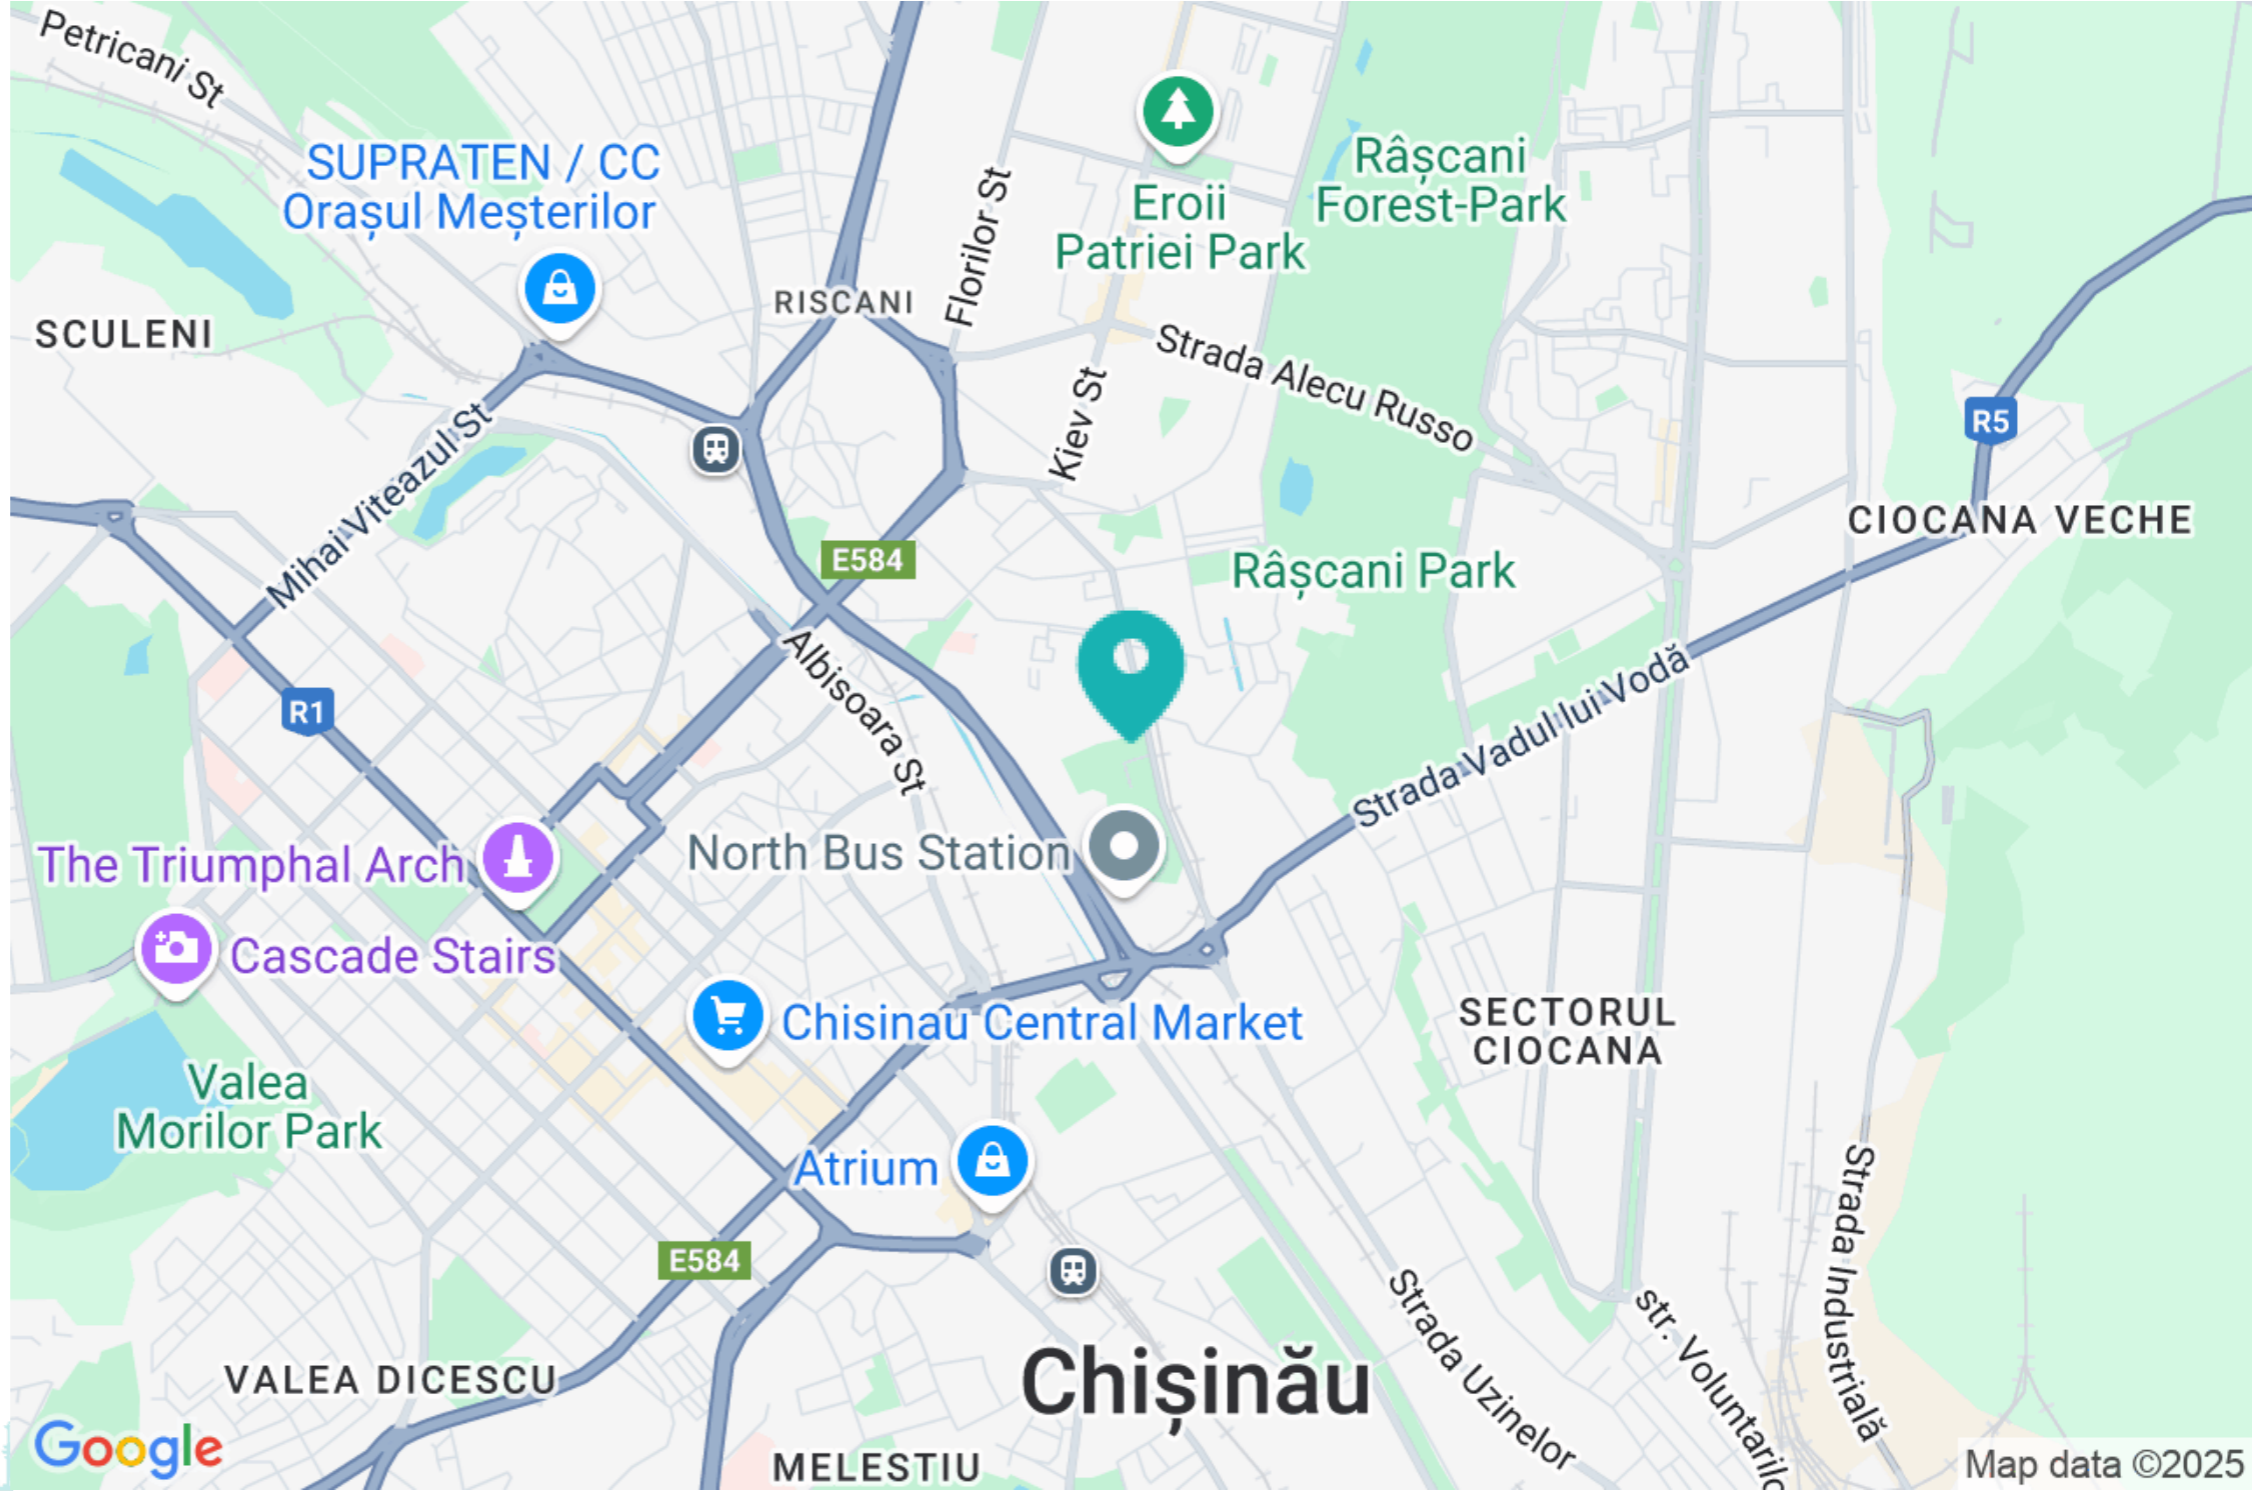 Petricani St
SUPRATEN / CC
Orașul Meșterilor
Eroii
Patriei Park
Râșcani
Forest-Park
Florilor St
RISCANI
SCULENI
Strada Alecu Russo
Kiev St
R5
Mihai Viteazul St
CIOCANA VECHE
E584
Râșcani Park
Albisoara St
R1
Strada Vadul lui Vodă
The Triumphal Arch
North Bus Station
Cascade Stairs
Chisinau Central Market
SECTORUL
CIOCANA
Valea
Morilor Park
Atrium
E584
Strada Industrială
Strada Uzinelor
str. Voluntarilo
VALEA DICESCU
Chișinău
Google
MELESTIU
Map data ©2025